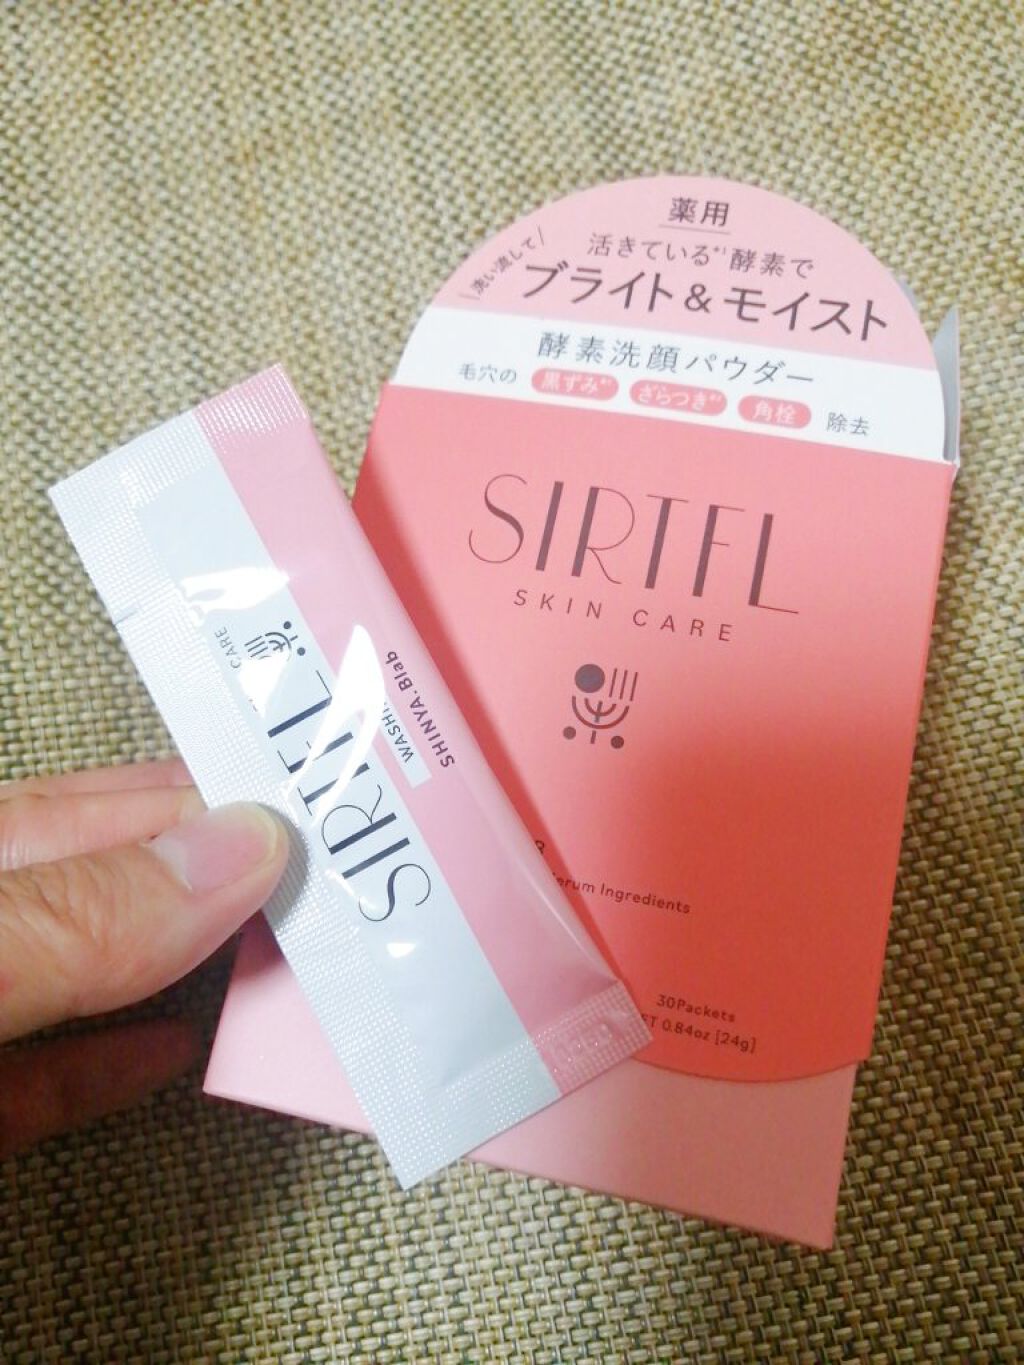 薬用
洗い流して
活きている*¹酵素で
ブライト&モイスト
酵素洗顔パウダー
毛穴の 黒ずみ*² ざらつき*³ 角栓 除去
SIRTFL
SKIN CARE
Ingredients
30Packets
0.84oz [24g]
SIRTFL
CARE
SHINYA.Blab